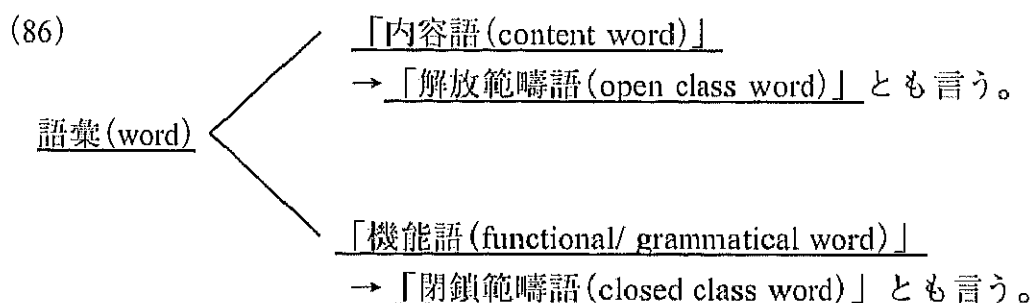 (86)
「内容語(content word)」
→「解放範疇語(open class word)」とも言う。
語彙(word)
「機能語(functional/ grammatical word)」
→「閉鎖範疇語(closed class word)」とも言う。